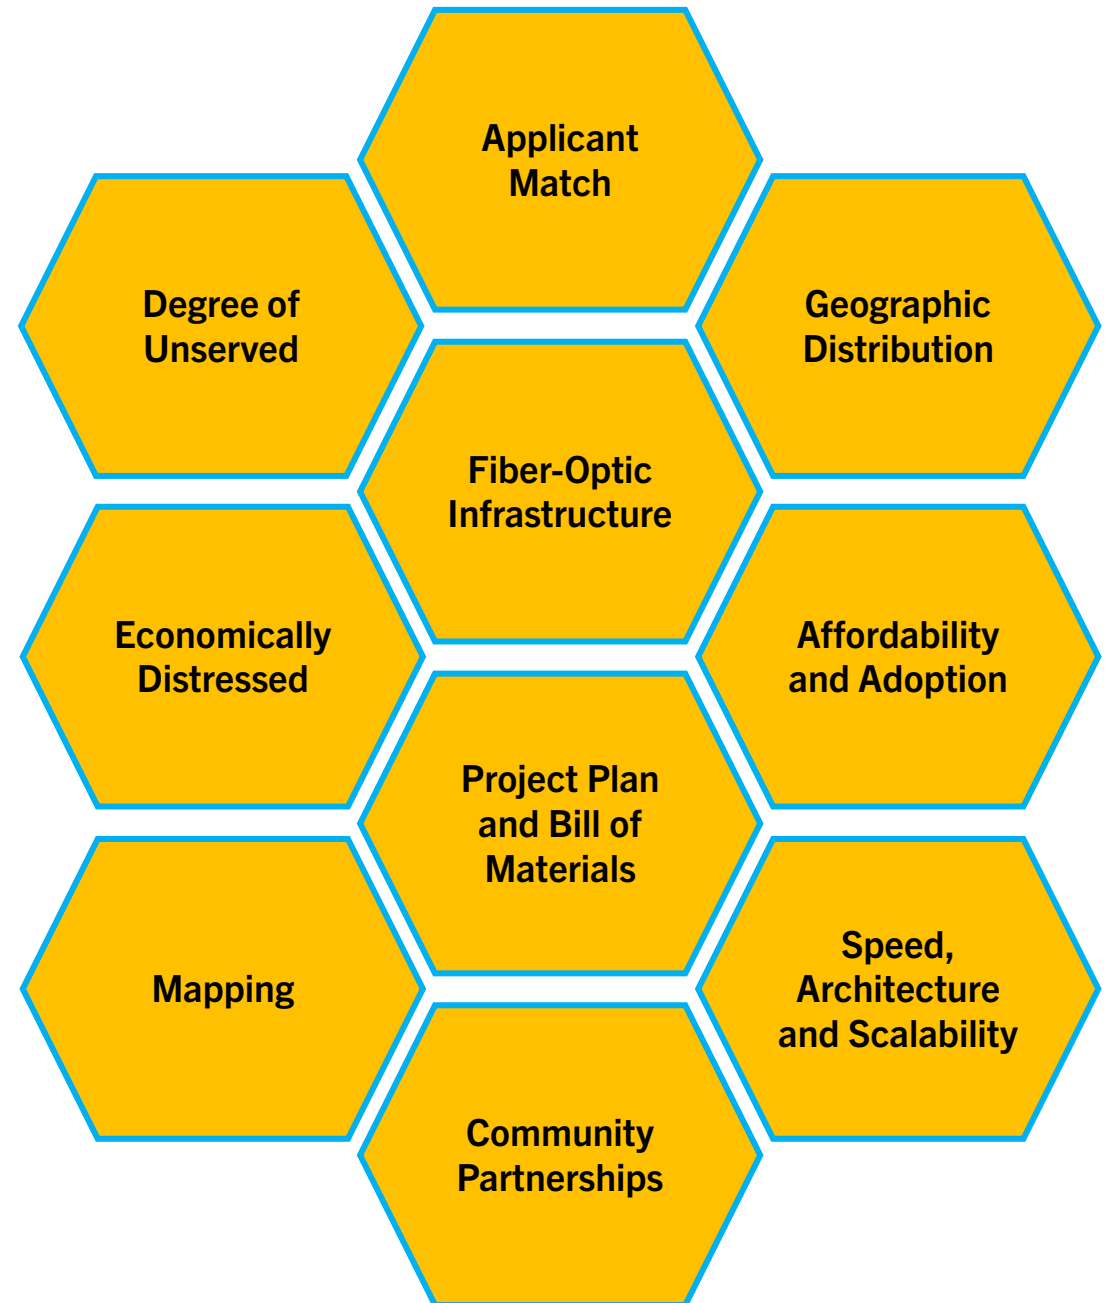 Applicant
Match
Degree of
Unserved
Geographic
Distribution
Fiber-Optic
Infrastructure
Economically
Distressed
Affordability
and Adoption
Project Plan
and Bill of
Materials
Mapping
Speed,
Architecture
and Scalability
Community
Partnerships